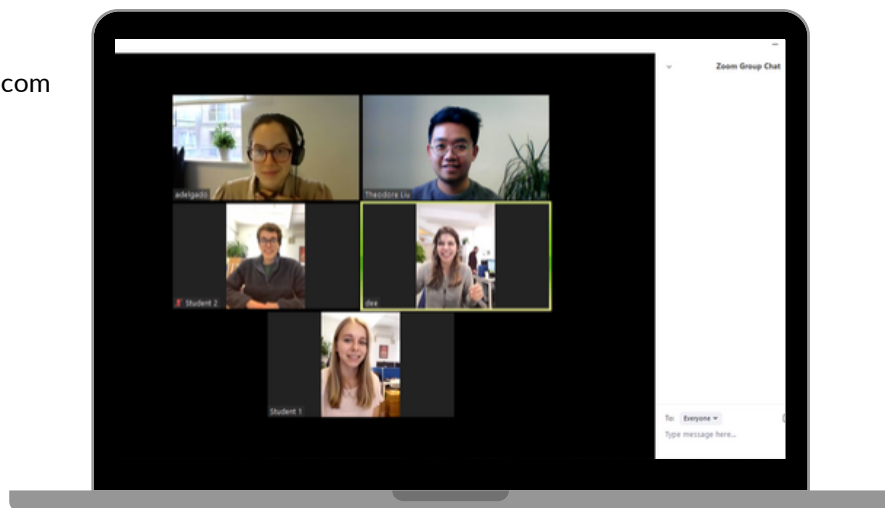 com
Zoom Group Chat
adelgado
Theodore Liu
Student 2
dee
Student 1
To: Everyone
Type message here...